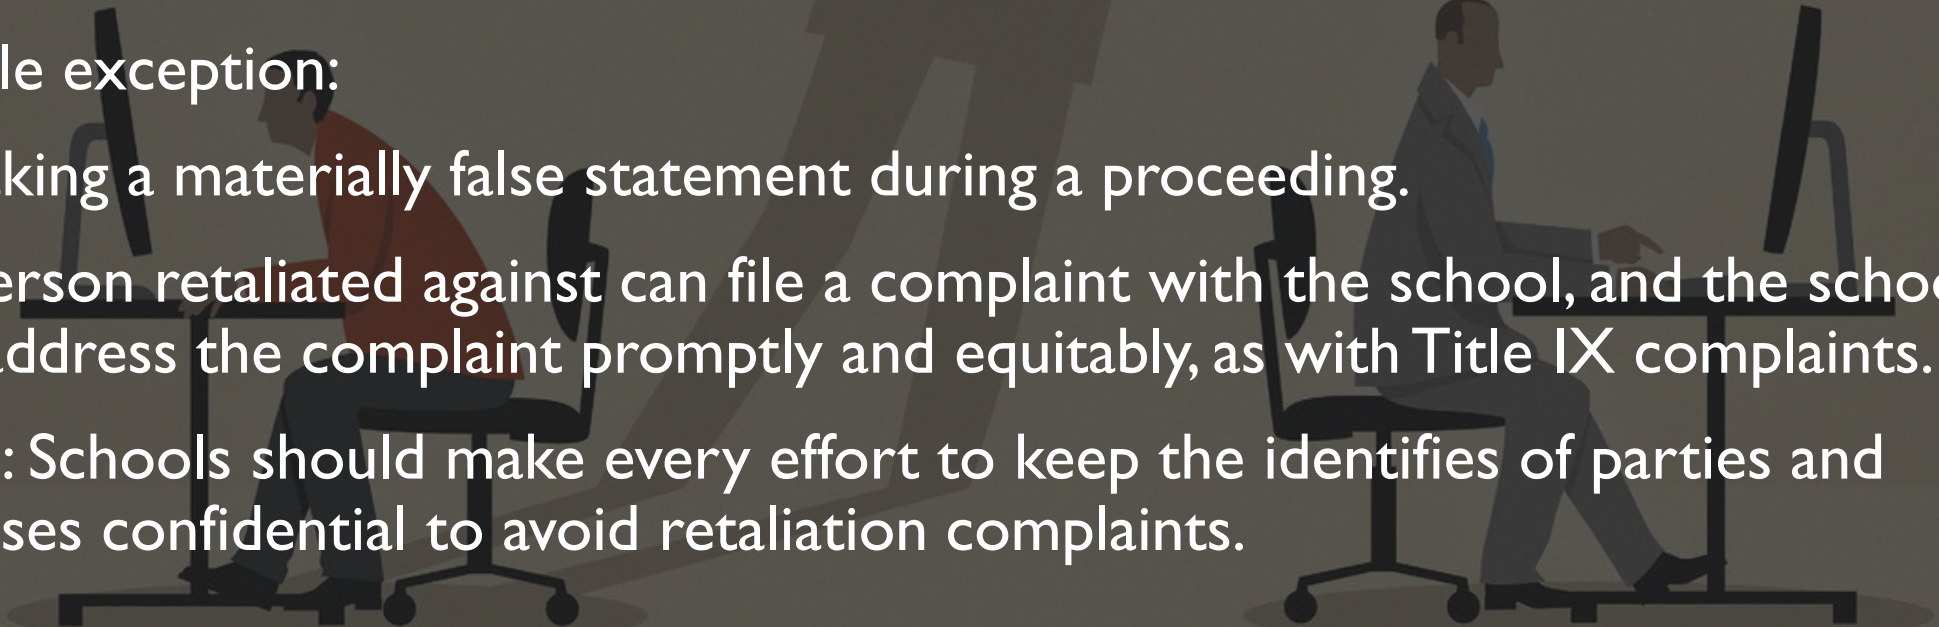 le exception:
king a materially false statement during a proceeding.
erson retaliated against can file a complaint with the school, and the schoo
address the complaint promptly and equitably, as with Title IX complaints.
: Schools should make every effort to keep the identifies of parties and
ses confidential to avoid retaliation complaints.